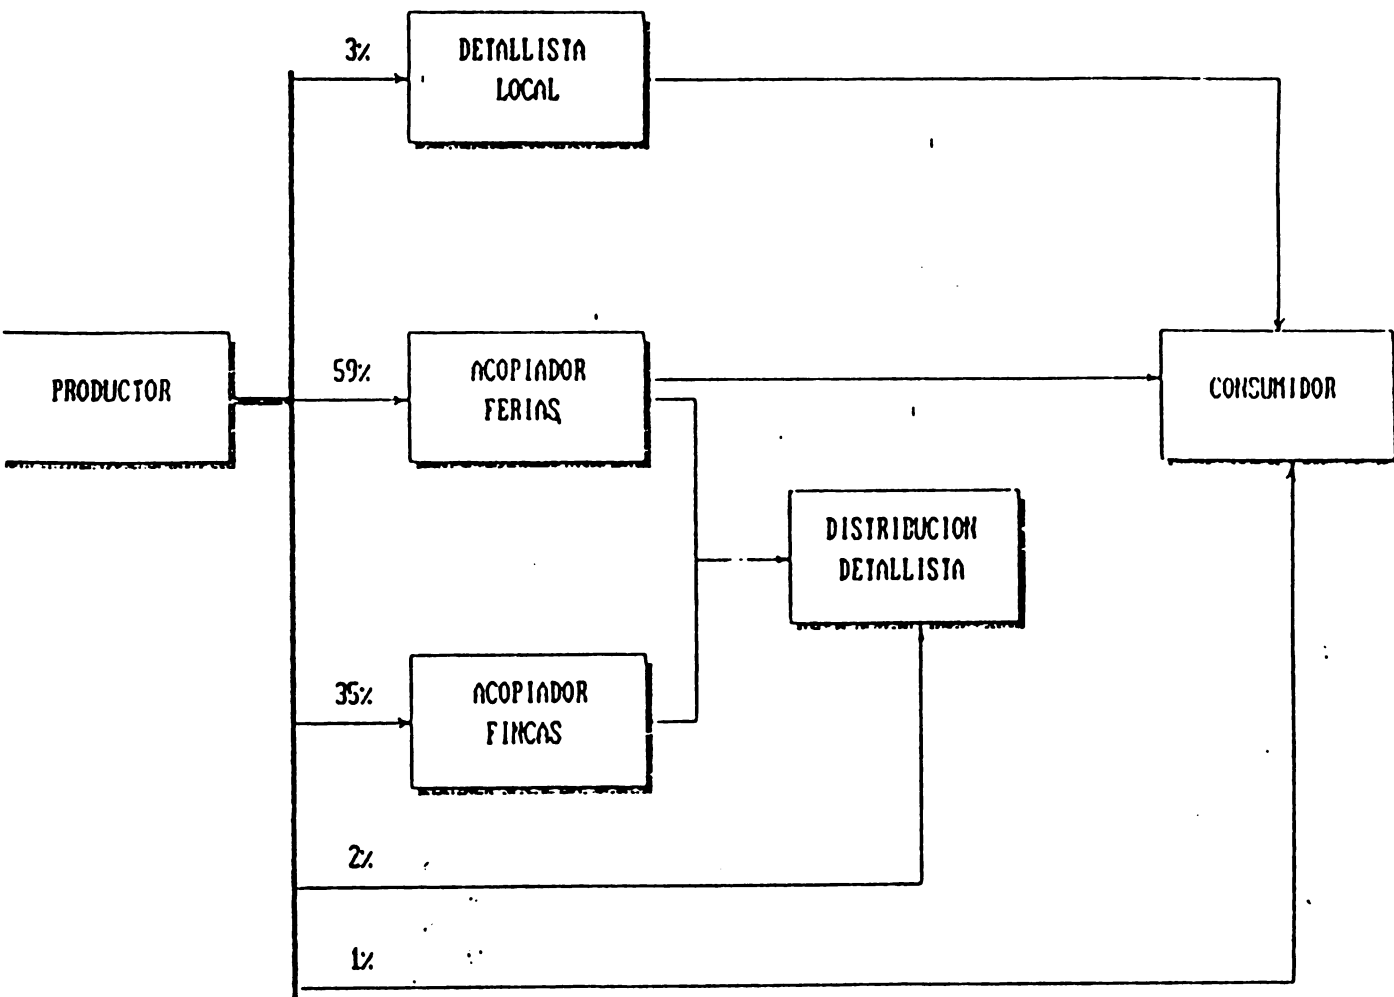 3%
DETALLISTA
LOCAL
PRODUCTOR
59%
ACOPIADOR
FERIAS
CONSUMIDOR
DISTRIBUCION
DETALLISTA
35%
ACOPIADOR
FINCAS
2%
1%